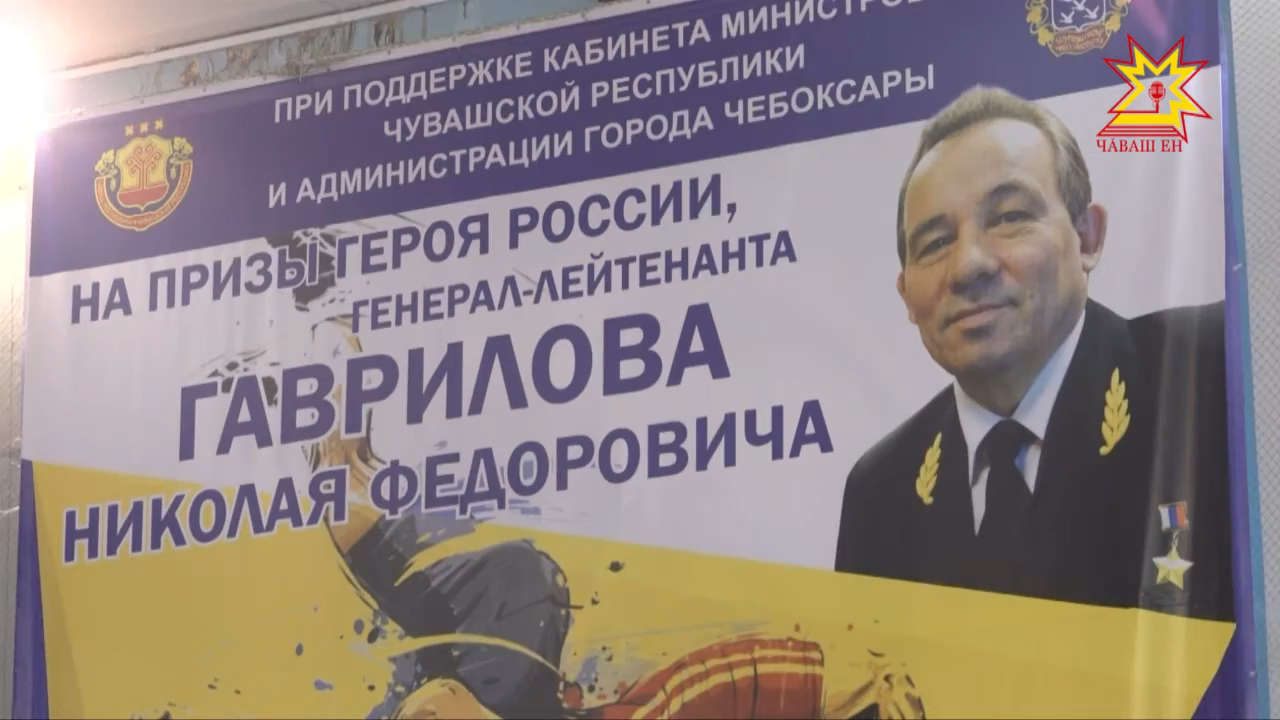 ПРИ ПОДДЕРЖКЕ КАБИНЕТА МИНИСТРОВ
ЧУВАШСКОЙ РЕСПУБЛИКИ
И АДМИНИСТРАЦИИ ГОРОДА ЧЕБОКСАРЫ
НА ПРИЗЫ ГЕРОЯ РОССИИ,
ГЕНЕРАЛ-ЛЕЙТЕНАНТА
ГАВРИЛОВА
НИКОЛАЯ ФЕДОРОВИЧА
ЧӐВАШ ЕН